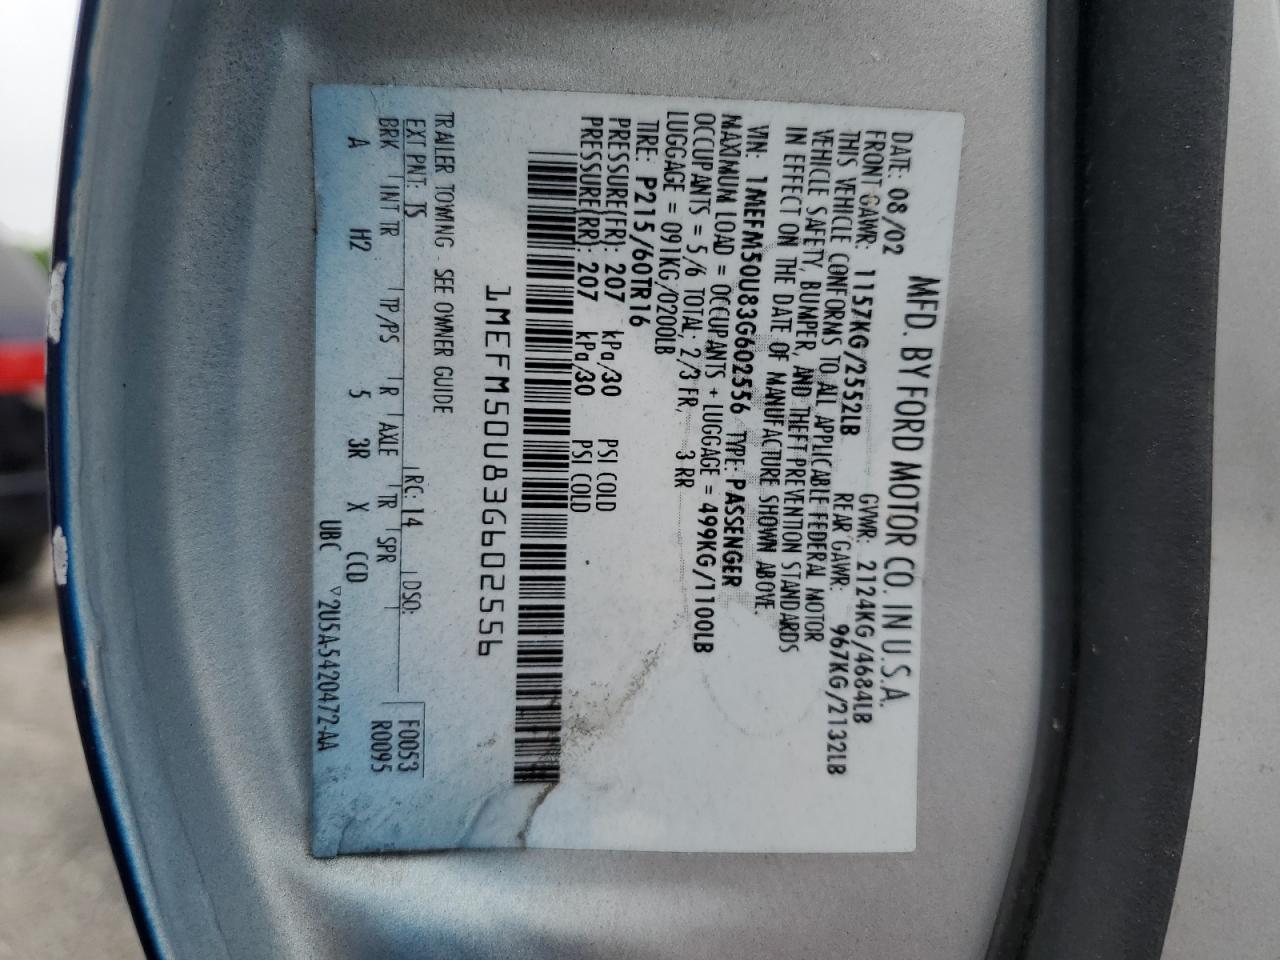 MFD. BY FORD MOTOR CO. IN U.S.A.
DATE: 08/02 GVWR: 2124KG/4684LB
FRONT GAWR: 1157KG/2552LB REAR GAWR: 967KG/2132LB
THIS VEHICLE CONFORMS TO ALL APPLICABLE FEDERAL MOTOR
VEHICLE SAFETY, BUMPER, AND THEFT PREVENTION STANDARDS
IN EFFECT ON THE DATE OF MANUFACTURE SHOWN ABOVE.
VIN: 1MEFM50U83G602556 TYPE: PASSENGER
MAXIMUM LOAD = OCCUPANTS + LUGGAGE = 499KG/1100LB
OCCUPANTS = 5/6 TOTAL; 2/3 FR, 3 RR
LUGGAGE = 091KG/0200LB
TIRE: P215/60TR16
PRESSURE(FR): 207 kPa/30 PSI COLD
PRESSURE(RR): 207 kPa/30 PSI COLD
1MEFM50U83G602556
TRAILER TOWING - SEE OWNER GUIDE
F0053
EXT PNT: TS RC: 14 DSO: R0095
BRK INT TR TP/PS R AXLE TR SPR
A H2 5 3R X CCD
UBC ▽2U5A-5420472-AA